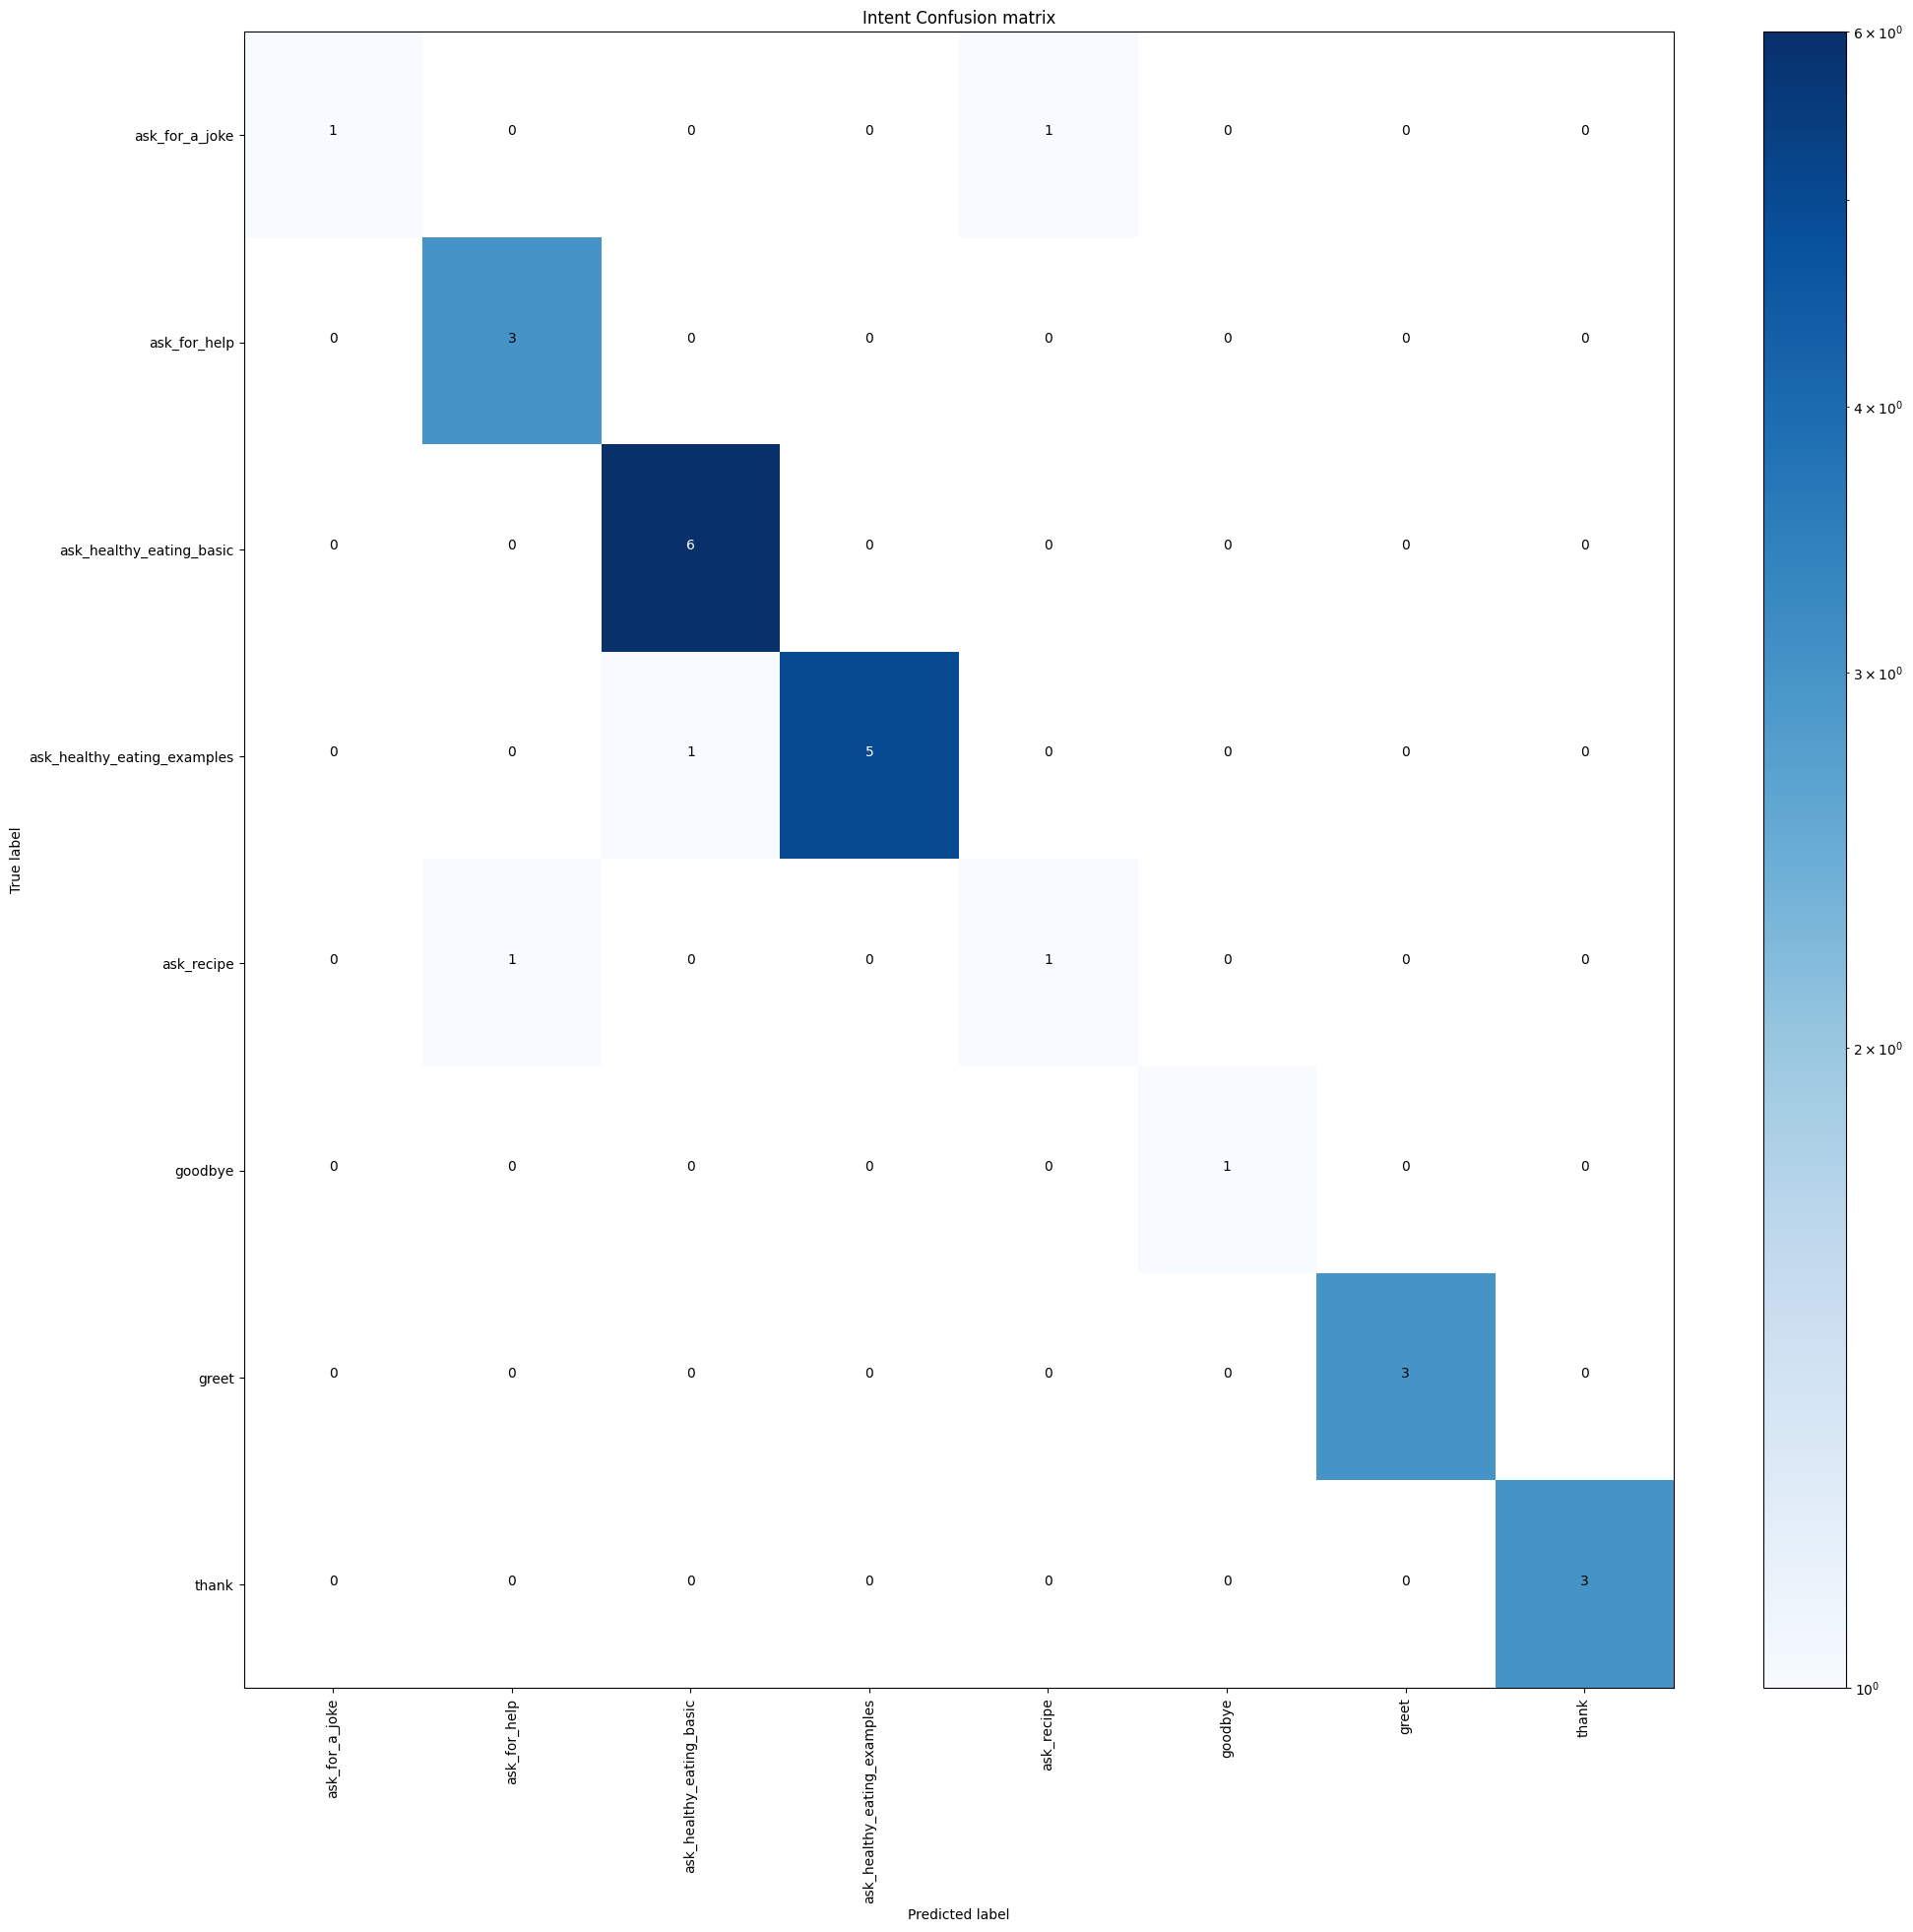 Intent Confusion matrix
ask_for_a_joke 1 0 0 0 1 0 0 0
ask_for_help 0 3 0 0 0 0 0 0
ask_healthy_eating_basic 0 0 6 0 0 0 0 0
ask_healthy_eating_examples 0 0 1 5 0 0 0 0
ask_recipe 0 1 0 0 1 0 0 0
goodbye 0 0 0 0 0 1 0 0
greet 0 0 0 0 0 0 3 0
thank 0 0 0 0 0 0 0 3
True label
ask_for_a_joke
ask_for_help
ask_healthy_eating_basic
ask_healthy_eating_examples
ask_recipe
goodbye
greet
thank
Predicted label
6 × 10⁰
4 × 10⁰
3 × 10⁰
2 × 10⁰
10⁰